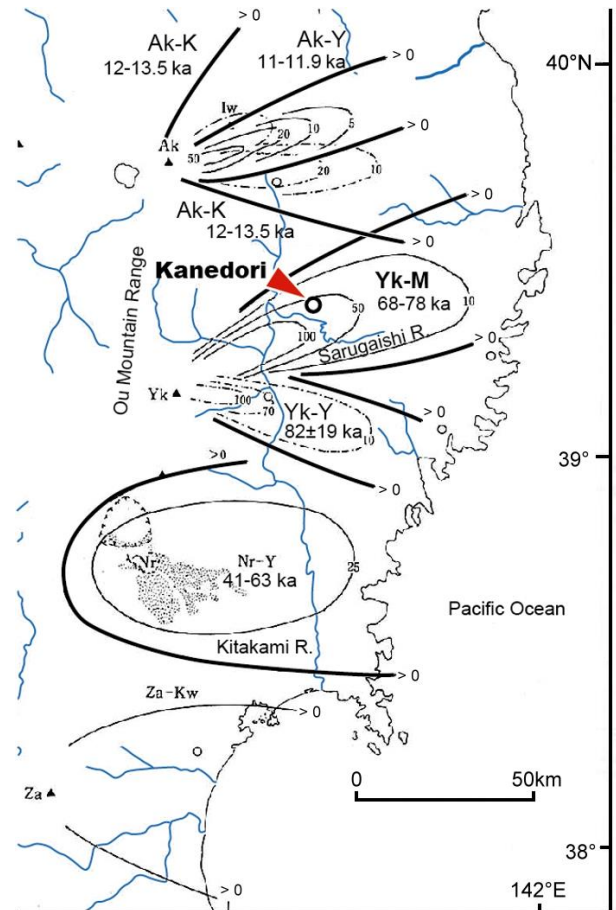 > 0
Ak-K
12-13.5 ka
Ak-Y
11-11.9 ka
> 0
40°N
Iw
5
10
20
> 0
Ak
50
20
10
Ak-K
12-13.5 ka
> 0
> 0
Kanedori
Yk-M
68-78 ka
10
50
100
Sarugaishi R.
> 0
Ou Mountain Range
Yk
100
70
Yk-Y
82±19 ka
10
> 0
>0
> 0
39°
Nr
Nr-Y
41-63 ka
25
Pacific Ocean
Kitakami R.
> 0
Za-Kw
> 0
3
0
50km
Za
38°
> 0
142°E